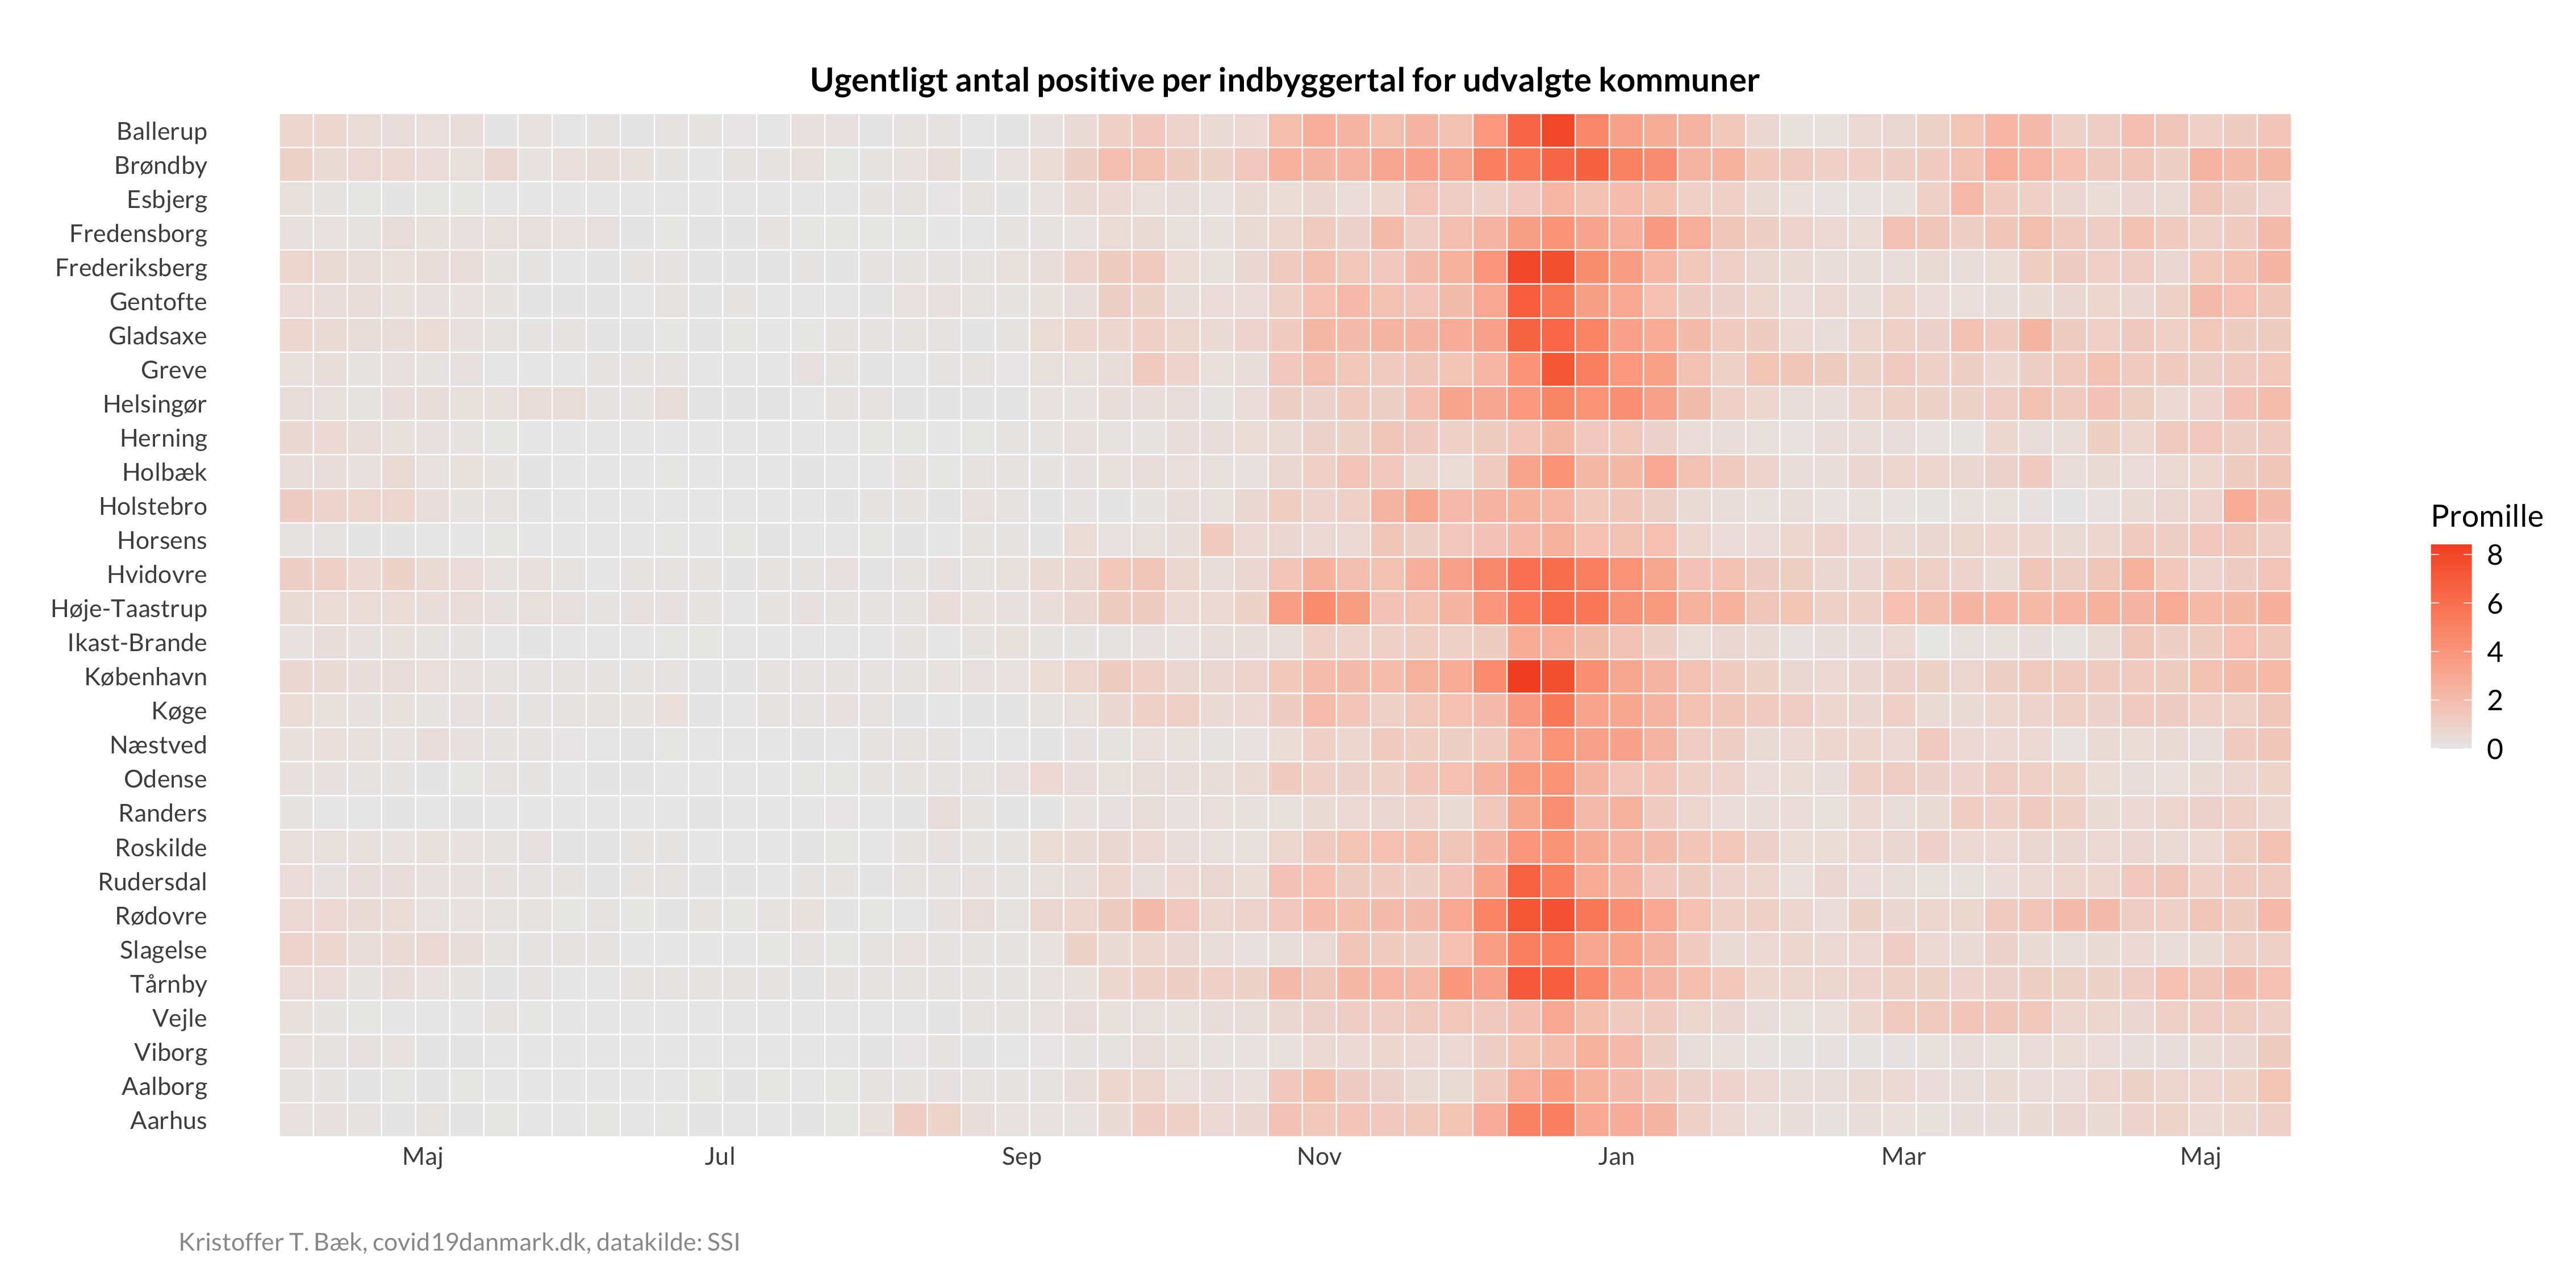 Ugentligt antal positive per indbyggertal for udvalgte kommuner
Ballerup
Brøndby
Esbjerg
Fredensborg
Frederiksberg
Gentofte
Gladsaxe
Greve
Helsingør
Herning
Holbæk
Holstebro
Horsens
Hvidovre
Høje-Taastrup
Ikast-Brande
København
Køge
Næstved
Odense
Randers
Roskilde
Rudersdal
Rødovre
Slagelse
Tårnby
Vejle
Viborg
Aalborg
Aarhus
Maj Jul Sep Nov Jan Mar Maj
Promille
8
6
4
2
0
Kristoffer T. Bæk, covid19danmark.dk, datakilde: SSI